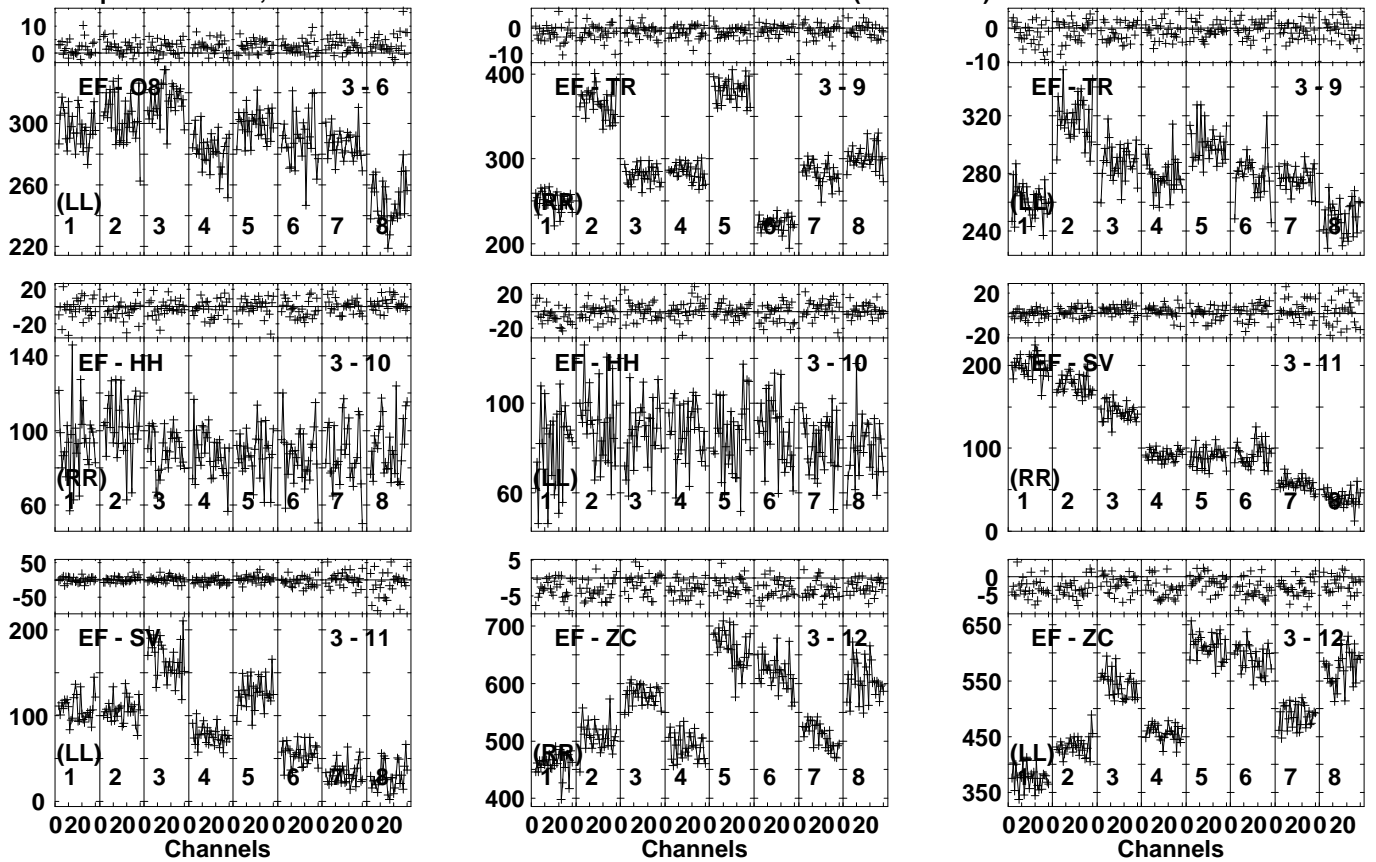 10
0
EF - O8 3 - 6
300
260
220
(LL)
1 2 3 4 5 6 7 8
0
-10
400
EF - TR 3 - 9
300
200
(RR)
1 2 3 4 5 6 7 8
0
-10
EF - TR 3 - 9
320
280
240
(LL)
1 2 3 4 5 6 7 8
20
-20
140
EF - HH 3 - 10
100
60
(RR)
1 2 3 4 5 6 7 8
20
-20
EF - HH 3 - 10
100
60
(LL)
1 2 3 4 5 6 7 8
20
-20
200
EF - SV 3 - 11
100
0
(RR)
1 2 3 4 5 6 7 8
50
-50
200
EF - SV 3 - 11
100
0
(LL)
1 2 3 4 5 6 7 8
0 20 0 20 0 20 0 20 0 20 0 20 0 20 0 20
Channels
5
-5
700
EF - ZC 3 - 12
600
500
400
(RR)
1 2 3 4 5 6 7 8
0 20 0 20 0 20 0 20 0 20 0 20 0 20 0 20
Channels
0
-5
650
EF - ZC 3 - 12
550
450
350
(LL)
1 2 3 4 5 6 7 8
0 20 0 20 0 20 0 20 0 20 0 20 0 20 0 20
Channels